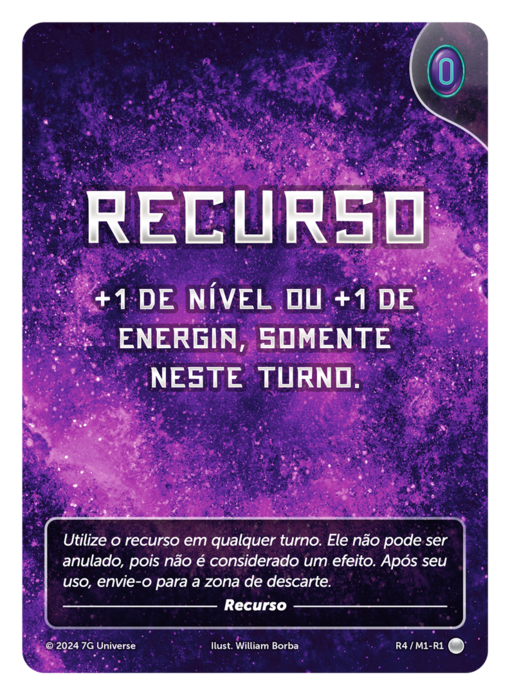 0
RECURSO
+1 DE NÍVEL OU +1 DE
ENERGIA, SOMENTE
NESTE TURNO.
Utilize o recurso em qualquer turno. Ele não pode ser
anulado, pois não é considerado um efeito. Após seu
uso, envie-o para a zona de descarte.
Recurso
© 2024 7G Universe Ilust. William Borba R4 / M1-R1